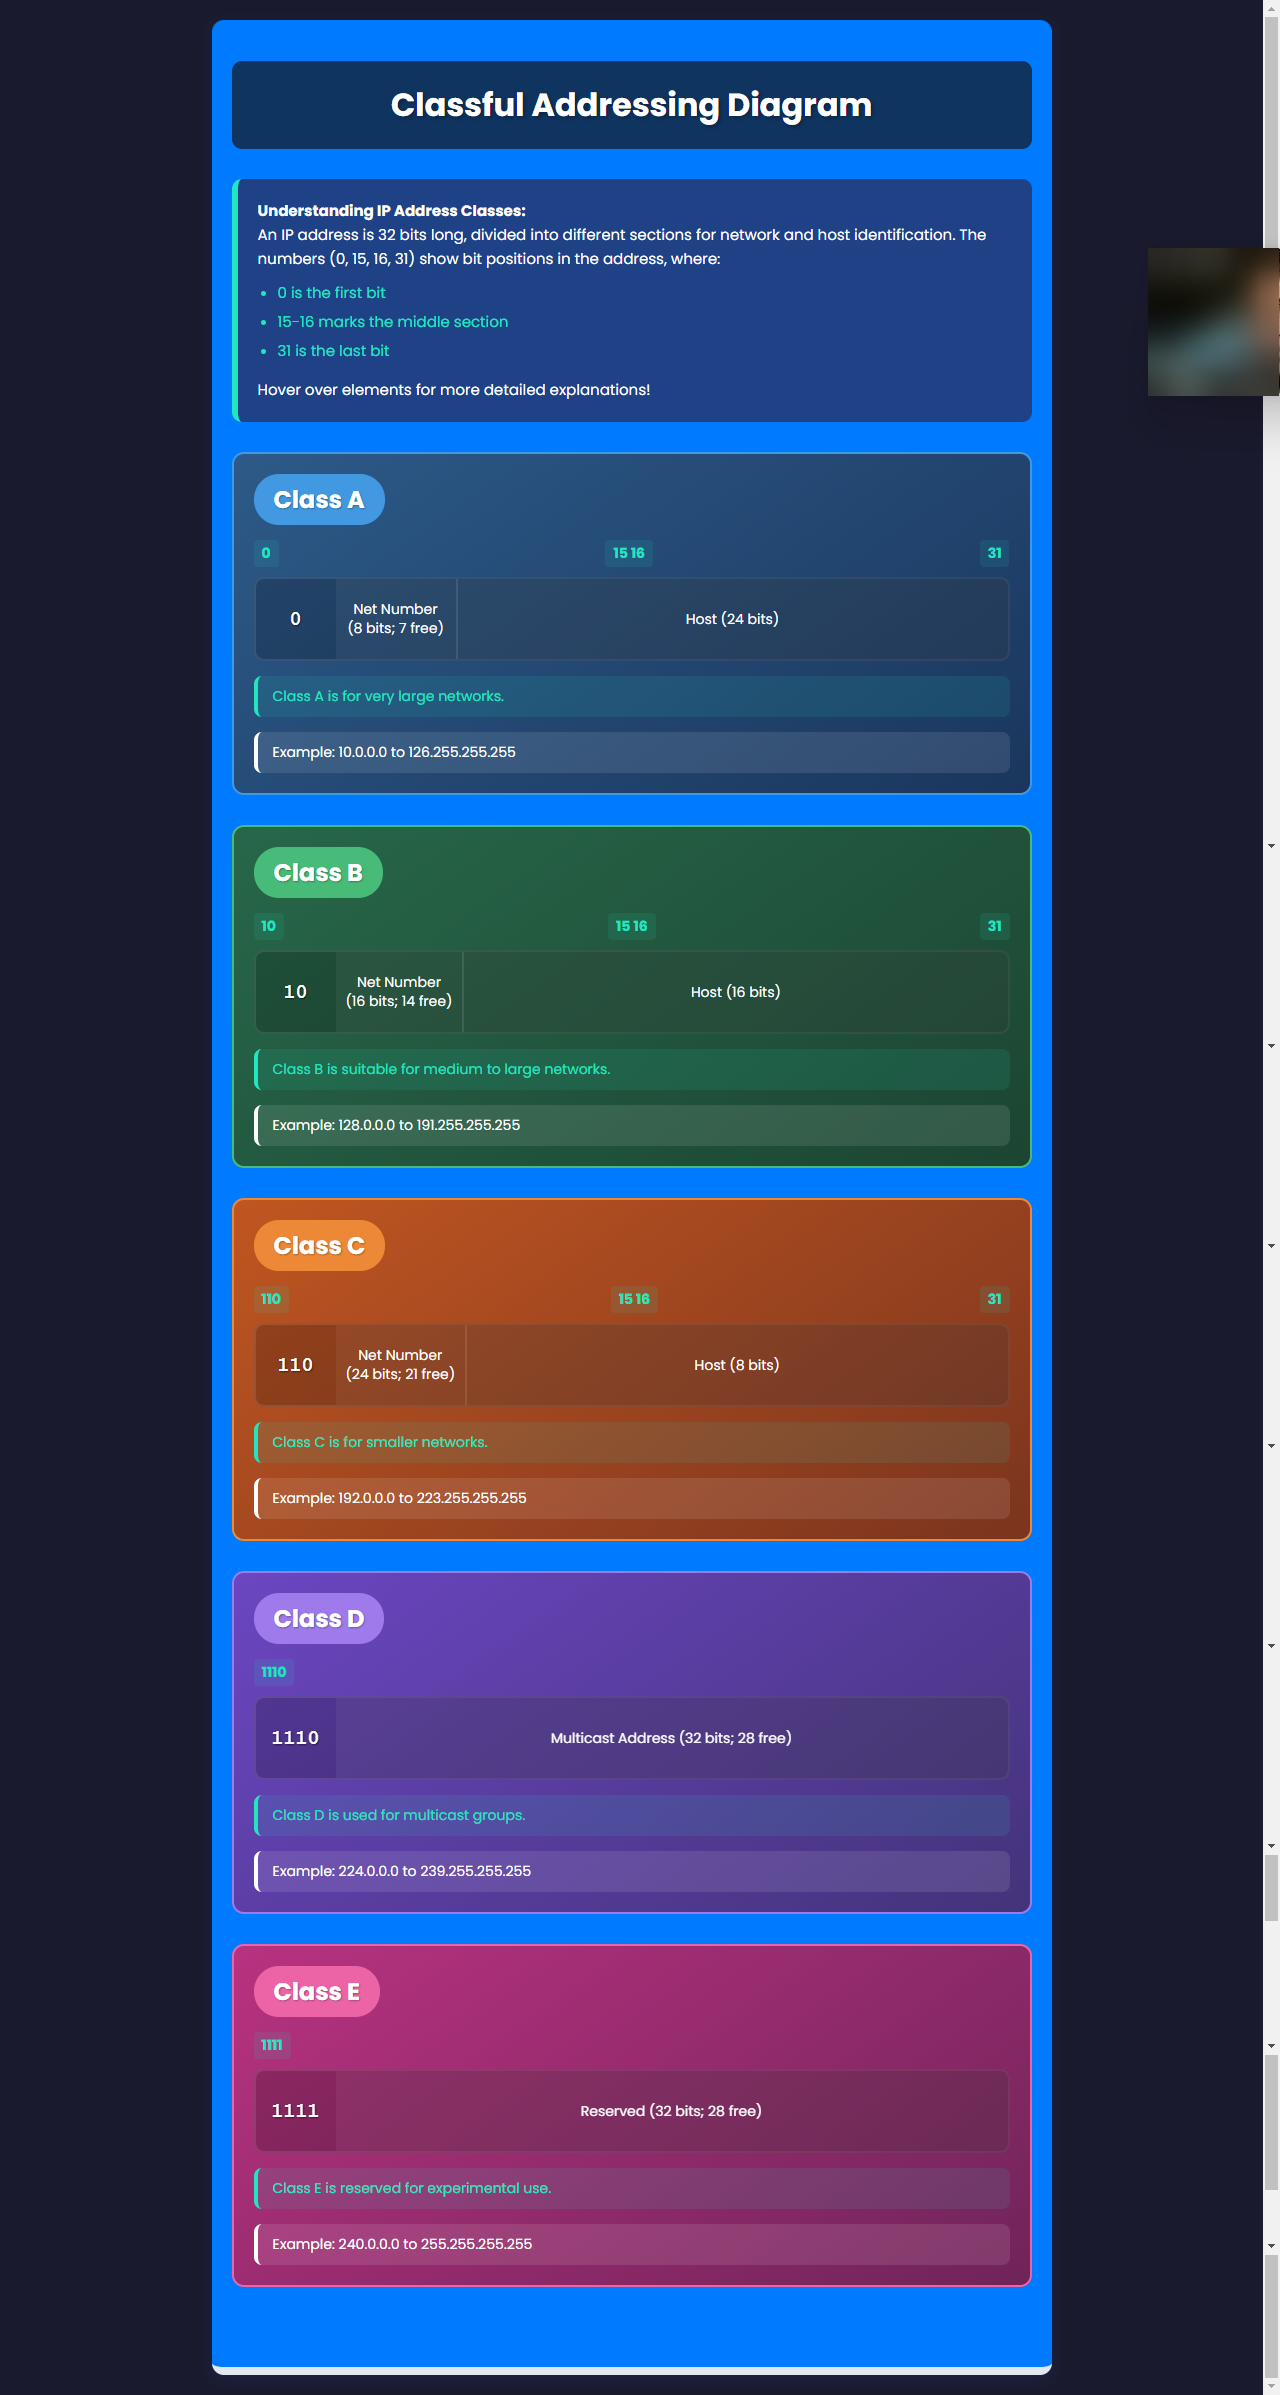 Classful Addressing Diagram
Understanding IP Address Classes:
An IP address is 32 bits long, divided into different sections for network and host identification. The
numbers (0, 15, 16, 31) show bit positions in the address, where:
• 0 is the first bit
• 15-16 marks the middle section
• 31 is the last bit
Hover over elements for more detailed explanations!
Class A
0 15 16 31
0
Net Number
(8 bits; 7 free)
Host (24 bits)
Class A is for very large networks.
Example: 10.0.0.0 to 126.255.255.255
Class B
10 15 16 31
10
Net Number
(16 bits; 14 free)
Host (16 bits)
Class B is suitable for medium to large networks.
Example: 128.0.0.0 to 191.255.255.255
Class C
110 15 16 31
110
Net Number
(24 bits; 21 free)
Host (8 bits)
Class C is for smaller networks.
Example: 192.0.0.0 to 223.255.255.255
Class D
1110
1110
Multicast Address (32 bits; 28 free)
Class D is used for multicast groups.
Example: 224.0.0.0 to 239.255.255.255
Class E
1111
1111
Reserved (32 bits; 28 free)
Class E is reserved for experimental use.
Example: 240.0.0.0 to 255.255.255.255